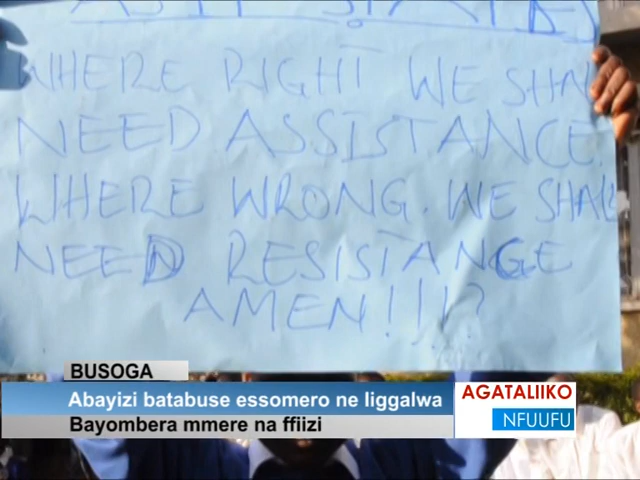 WHERE RIGHT WE SHA
NEED ASSISTANCE.
WHERE WRONG. WE SHALL
NEED RESISTANCE
AMEN!!!?
BUSOGA
Abayizi batabuse essomero ne liggalwa
Bayombera mmere na ffiizi
AGATALIIKO
NFUUFU